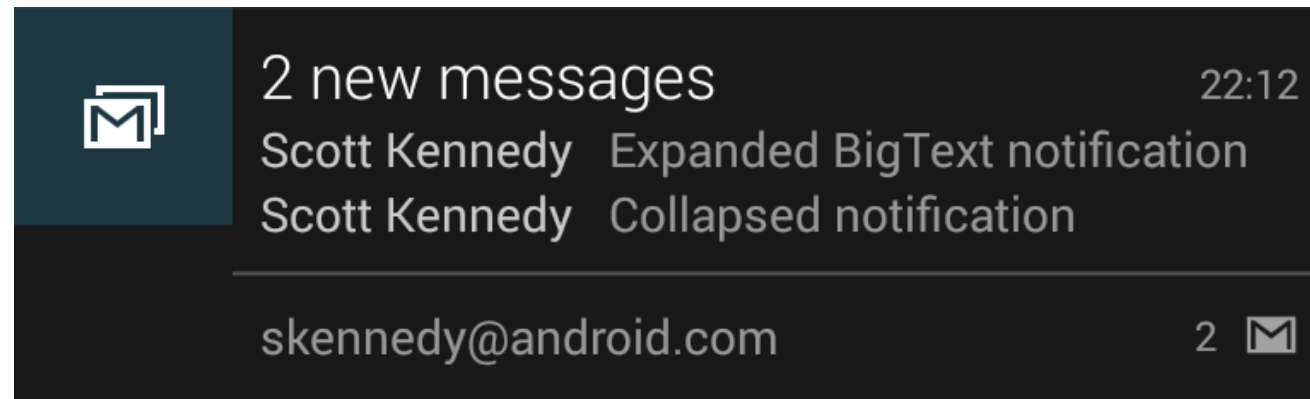 2 new messages 22:12
Scott Kennedy Expanded BigText notification
Scott Kennedy Collapsed notification
skennedy@android.com 2